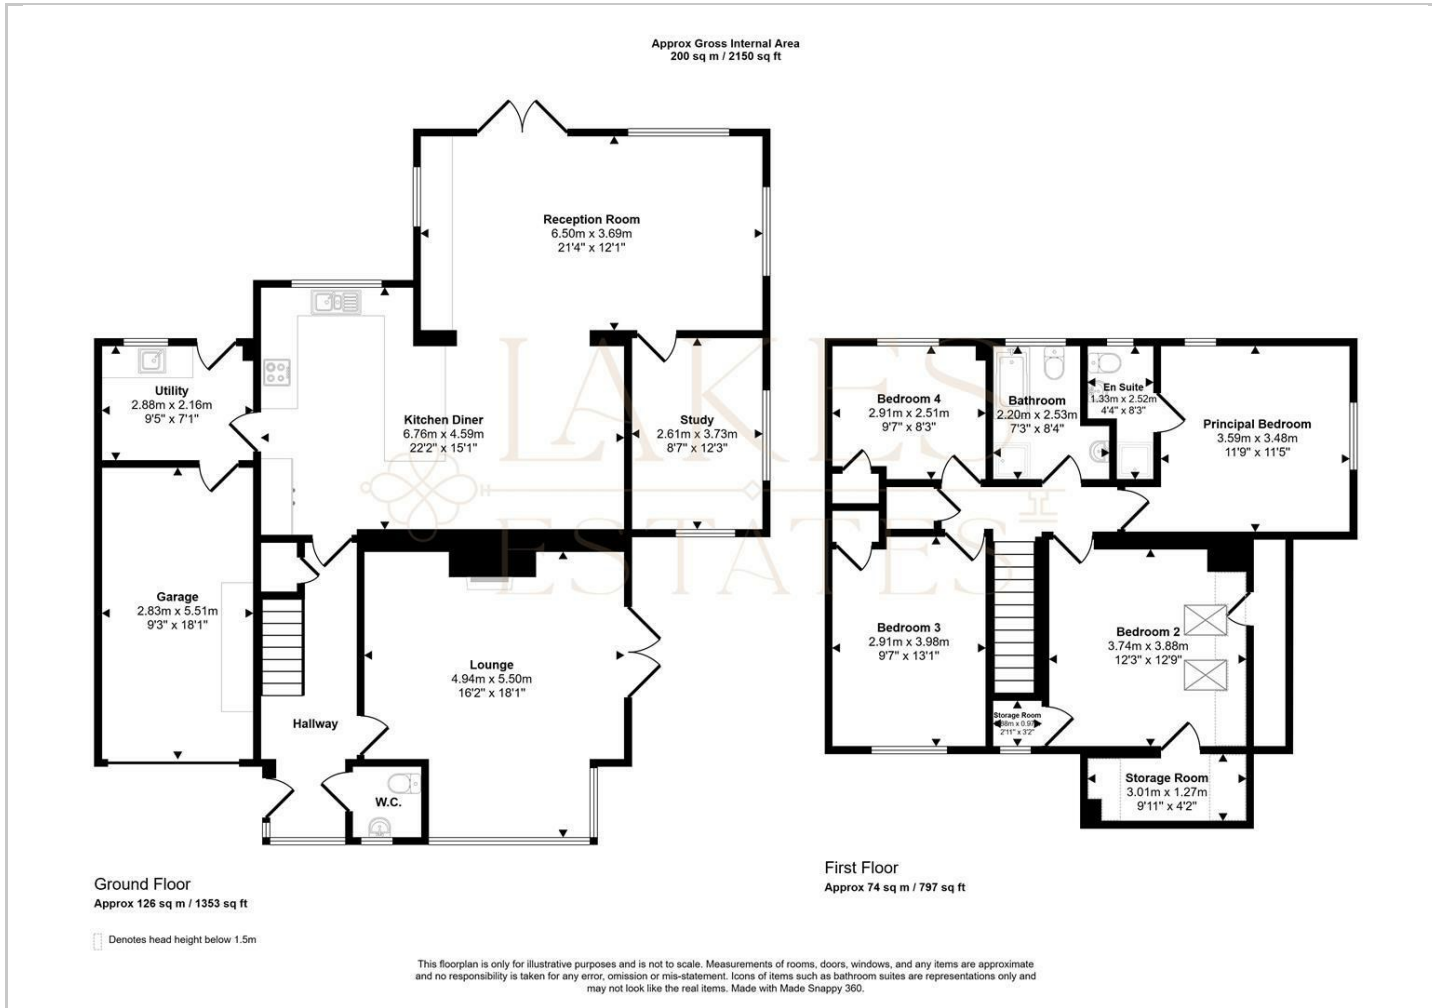 Approx Gross Internal Area
200 sq m / 2150 sq ft
Reception Room
6.50m x 3.69m
21'4" x 12'1"
Utility
2.88m x 2.16m
9'5" x 7'1"
Kitchen Diner
6.76m x 4.59m
22'2" x 15'1"
Study
2.61m x 3.73m
8'7" x 12'3"
Garage
2.83m x 5.51m
9'3" x 18'1"
Lounge
4.94m x 5.50m
16'2" x 18'1"
Hallway
W.C.
Ground Floor
Approx 126 sq m / 1353 sq ft
Denotes head height below 1.5m
Bedroom 4
2.91m x 2.51m
9'7" x 8'3"
Bathroom
2.20m x 2.53m
7'3" x 8'4"
En Suite
1.33m x 2.52m
4'4" x 8'3"
Principal Bedroom
3.59m x 3.48m
11'9" x 11'5"
Bedroom 3
2.91m x 3.98m
9'7" x 13'1"
Bedroom 2
3.74m x 3.88m
12'3" x 12'9"
Storage Room
2'11" x 3'2"
Storage Room
3.01m x 1.27m
9'11" x 4'2"
First Floor
Approx 74 sq m / 797 sq ft
LAKES
H
ESTATES
This floorplan is only for illustrative purposes and is not to scale. Measurements of rooms, doors, windows, and any items are approximate
and no responsibility is taken for any error, omission or mis-statement. Icons of items such as bathroom suites are representations only and
may not look like the real items. Made with Made Snappy 360.